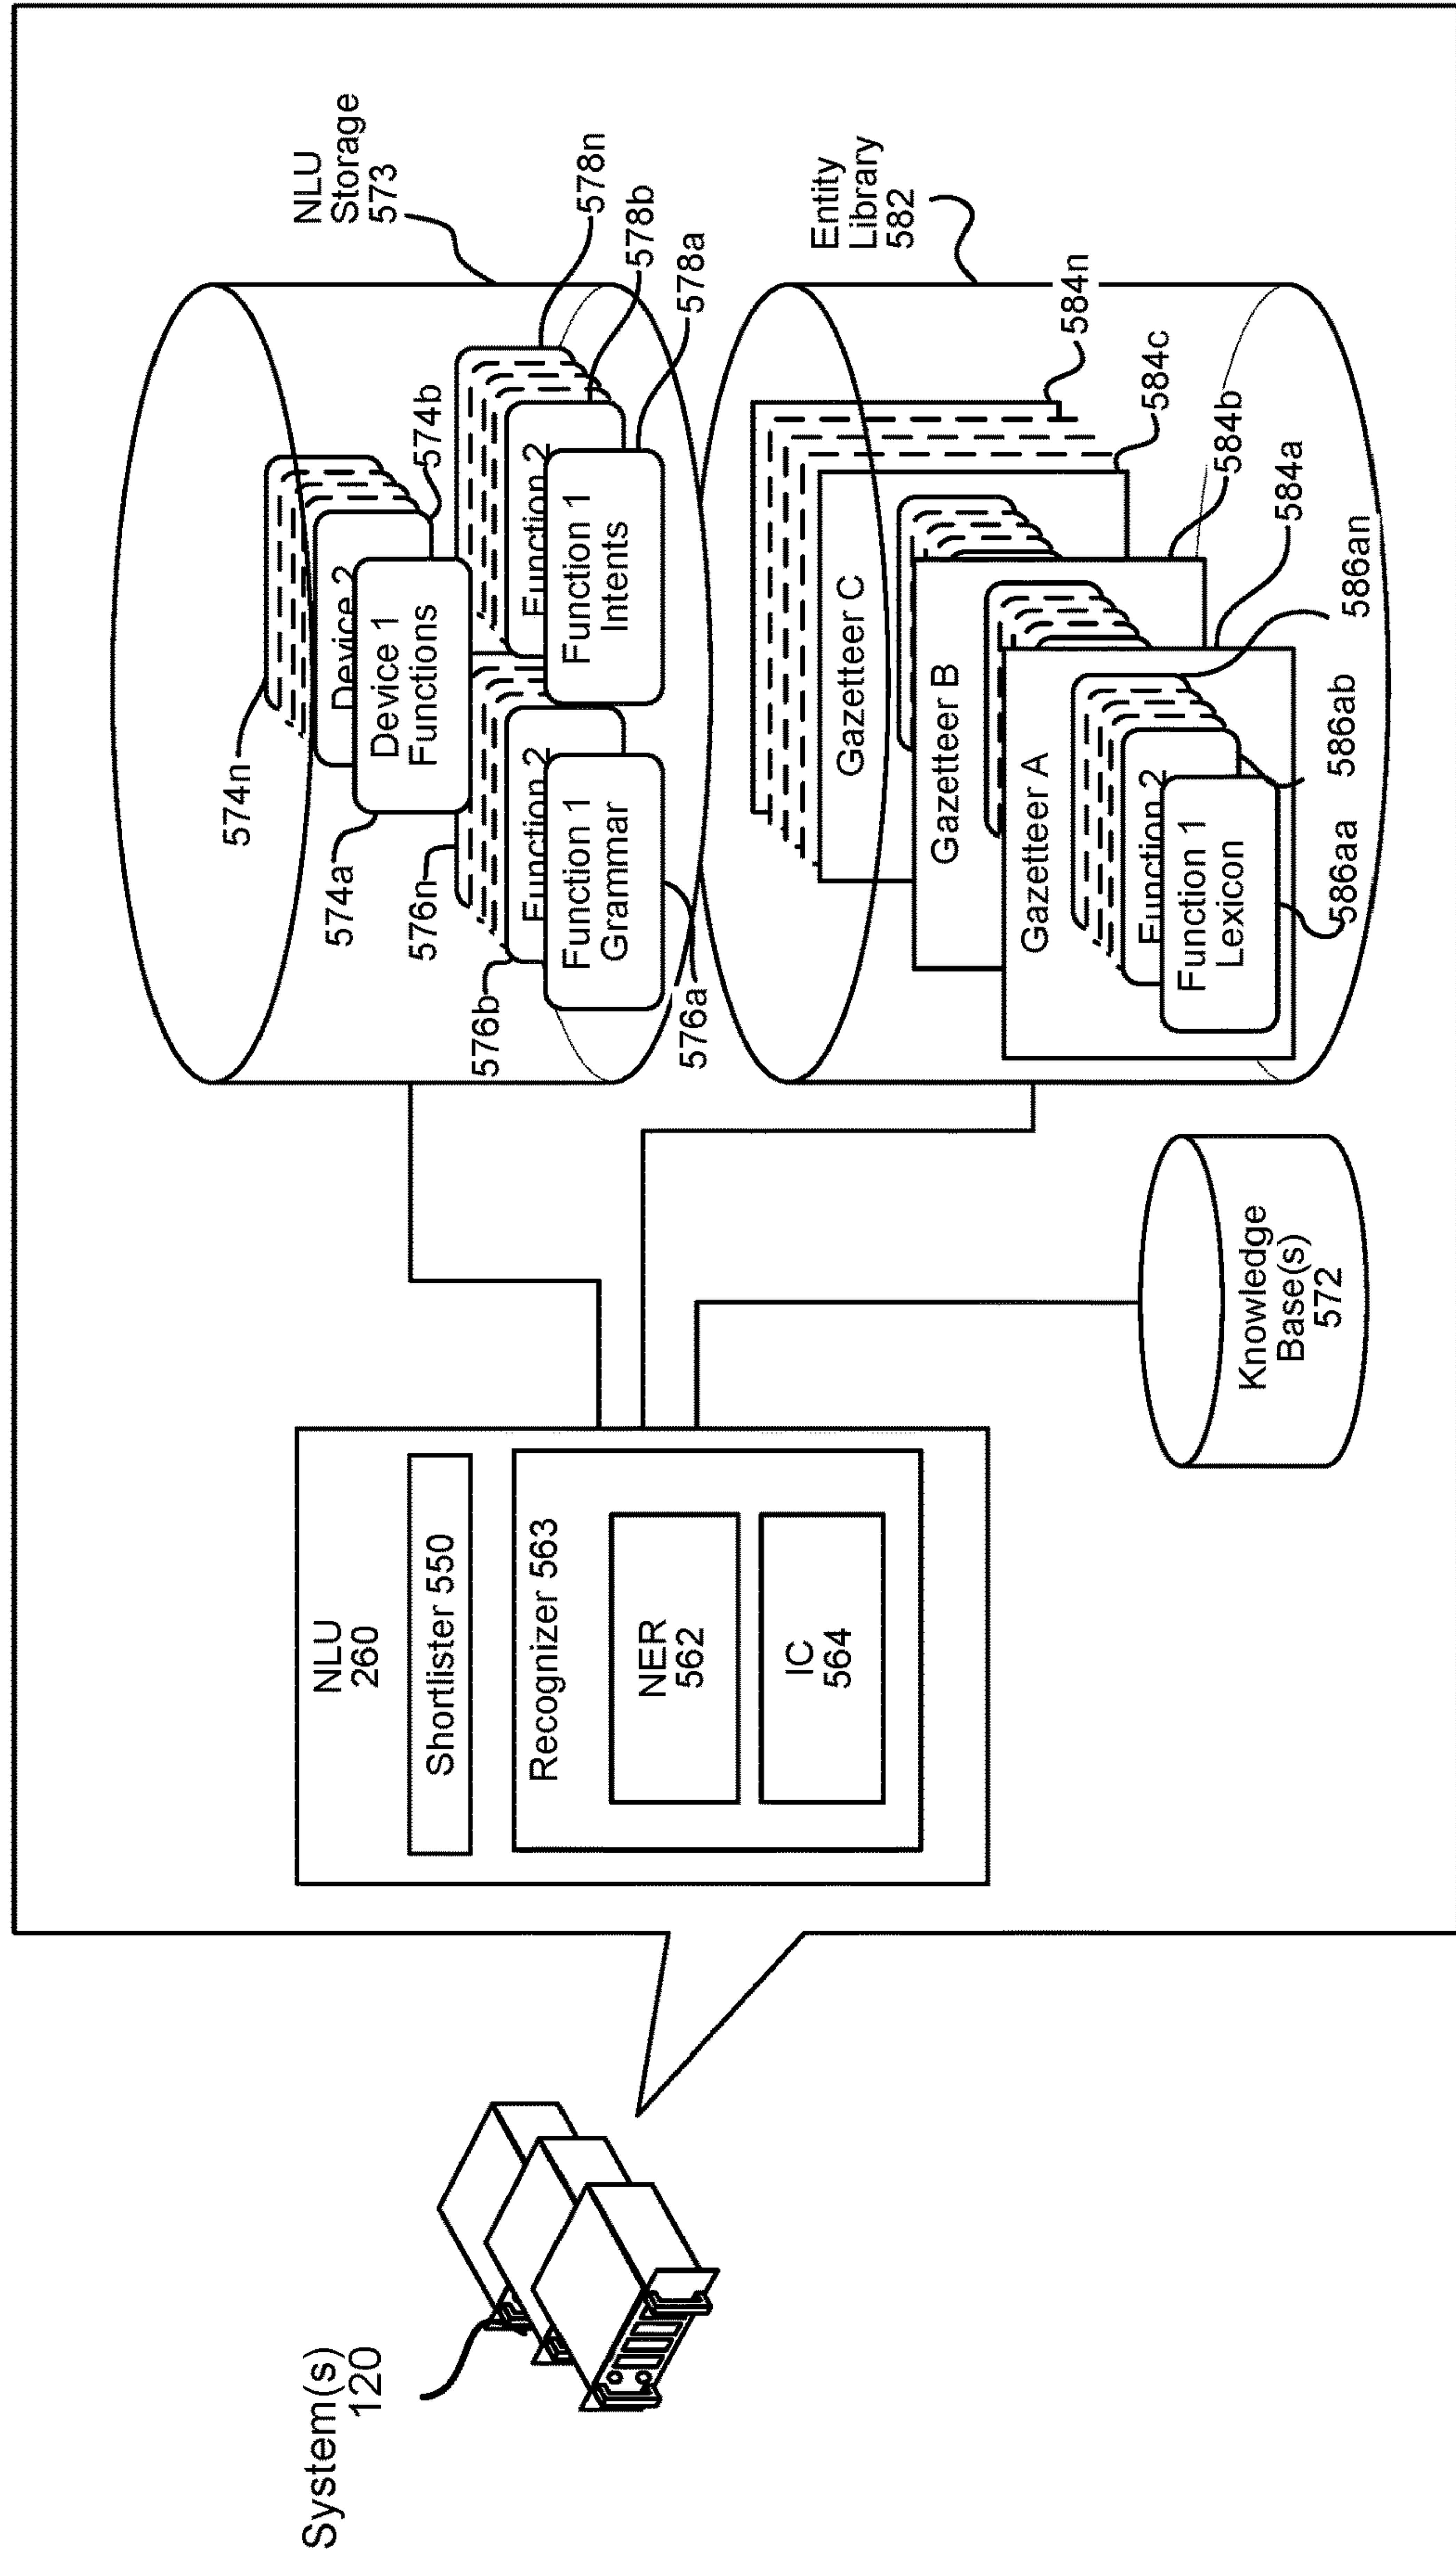 System(s)
120
NLU
260
Shortlister 550
Recognizer 563
NER
562
IC
564
Knowledge
Base(s)
572
NLU
Storage
573
574n
574a
574b
Device 2
Device 1
Functions
576n
576b
576a
Function 2
Function 1
Grammar
578n
578b
578a
Function 2
Function 1
Intents
Entity
Library
582
584n
584c
584b
584a
Gazetteer C
Gazetteer B
Gazetteer A
586an
586ab
586aa
Function 2
Function 1
Lexicon